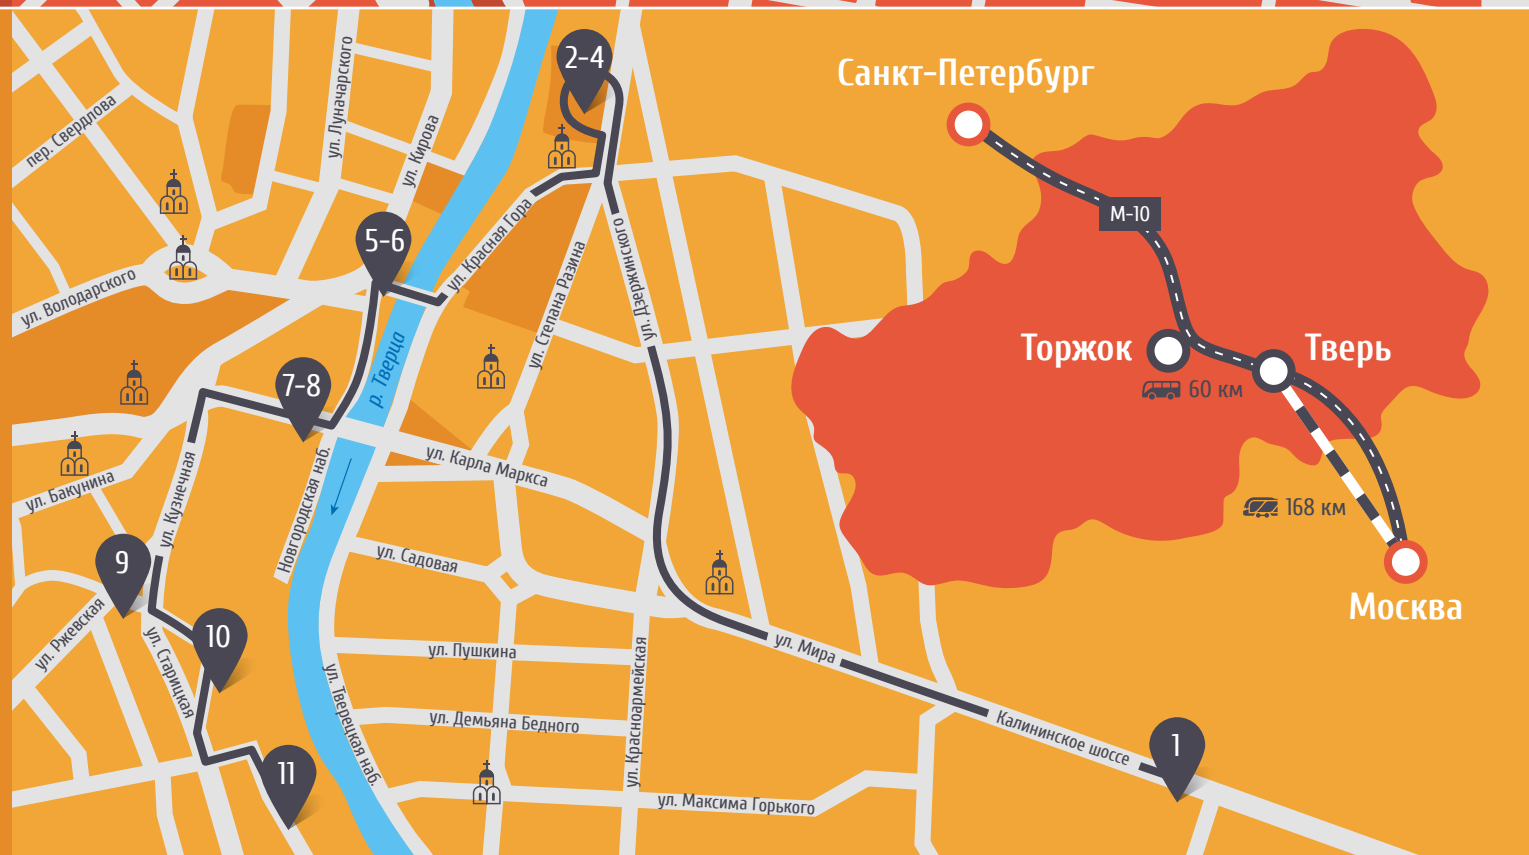 2-4
Санкт-Петербург
пер. Свердлова
ул. Луначарского
ул. Кирова
М-10
5-6
ул. Красная Гора
ул. Степана Разина
ул. Дзержинского
ул. Володарского
р. Тверца
Торжок
Тверь
60 км
7-8
ул. Карла Маркса
ул. Бакунина
ул. Кузнечная
Новгородская наб.
168 км
9
ул. Садовая
Москва
10
ул. Ржевская
ул. Старицкая
ул. Пушкина
ул. Мира
ул. Тверецкая наб.
ул. Красноармейская
ул. Демьяна Бедного
Калининское шоссе
1
11
ул. Максима Горького